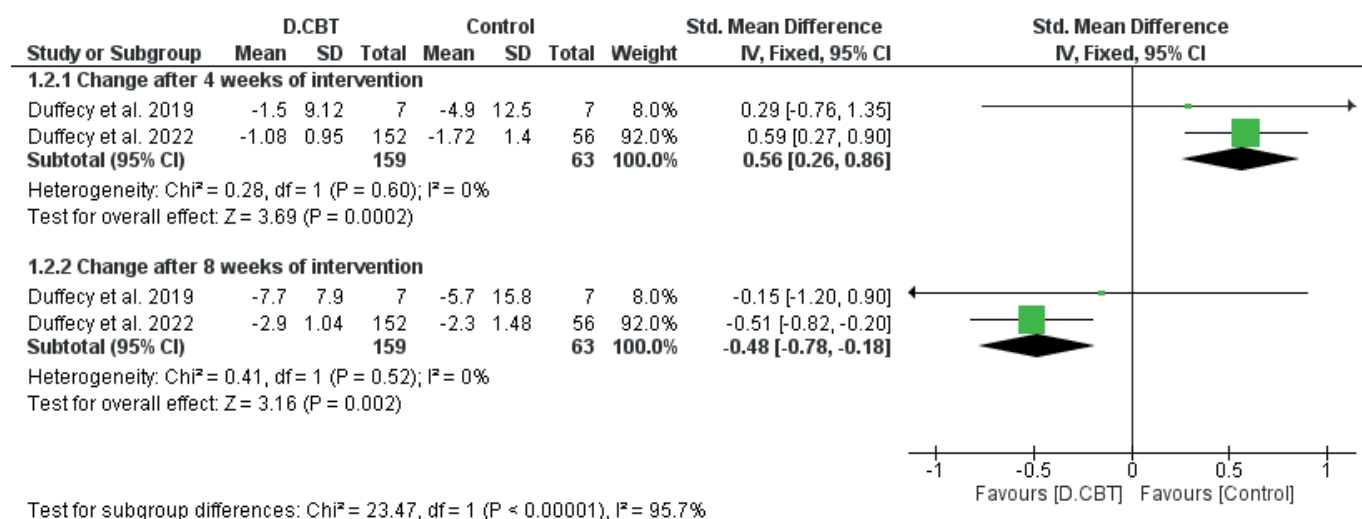 D.CBT Control Std. Mean Difference Std. Mean Difference
Study or Subgroup Mean SD Total Mean SD Total Weight IV, Fixed, 95% CI IV, Fixed, 95% CI
1.2.1 Change after 4 weeks of intervention
Duffecy et al. 2019 -1.5 9.12 7 -4.9 12.5 7 8.0% 0.29 [-0.76, 1.35]
Duffecy et al. 2022 -1.08 0.95 152 -1.72 1.4 56 92.0% 0.59 [0.27, 0.90]
Subtotal (95% CI) 159 63 100.0% 0.56 [0.26, 0.86]
Heterogeneity: Chi² = 0.28, df = 1 (P = 0.60); I² = 0%
Test for overall effect: Z = 3.69 (P = 0.0002)
1.2.2 Change after 8 weeks of intervention
Duffecy et al. 2019 -7.7 7.9 7 -5.7 15.8 7 8.0% -0.15 [-1.20, 0.90]
Duffecy et al. 2022 -2.9 1.04 152 -2.3 1.48 56 92.0% -0.51 [-0.82, -0.20]
Subtotal (95% CI) 159 63 100.0% -0.48 [-0.78, -0.18]
Heterogeneity: Chi² = 0.41, df = 1 (P = 0.52); I² = 0%
Test for overall effect: Z = 3.16 (P = 0.002)
-1 -0.5 0 0.5 1
Favours [D.CBT] Favours [Control]
Test for subgroup differences: Chi² = 23.47, df = 1 (P < 0.00001), I² = 95.7%